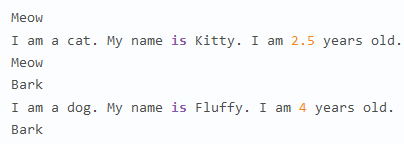 Meow
I am a cat. My name is Kitty. I am 2.5 years old.
Meow
Bark
I am a dog. My name is Fluffy. I am 4 years old.
Bark